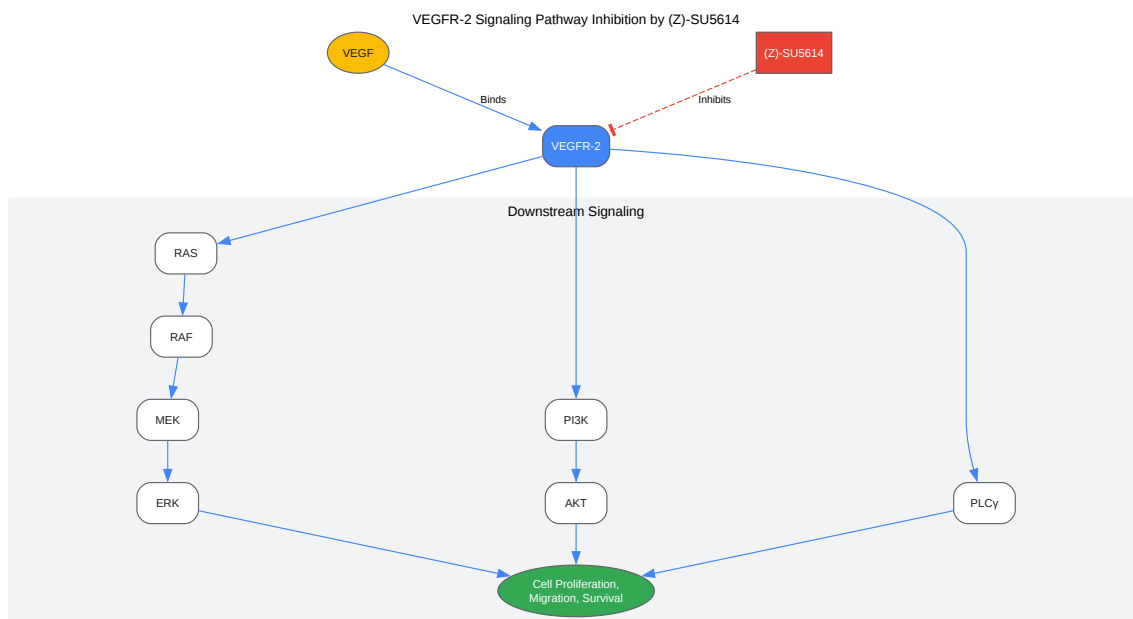 VEGFR-2 Signaling Pathway Inhibition by (Z)-SU5614
VEGF
(Z)-SU5614
Binds
Inhibits
VEGFR-2
Downstream Signaling
RAS
RAF
MEK
PI3K
ERK
AKT
PLCγ
Cell Proliferation,
Migration, Survival